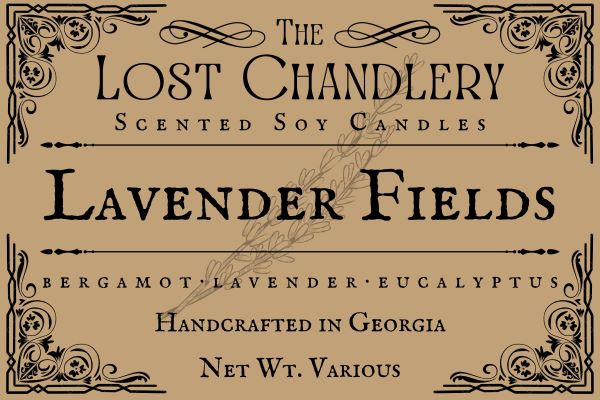 The
Lost Chandlery
Scented Soy Candles
Lavender Fields
BERGAMOT·LAVENDER·EUCALYPTUS
Handcrafted in Georgia
Net Wt. Various